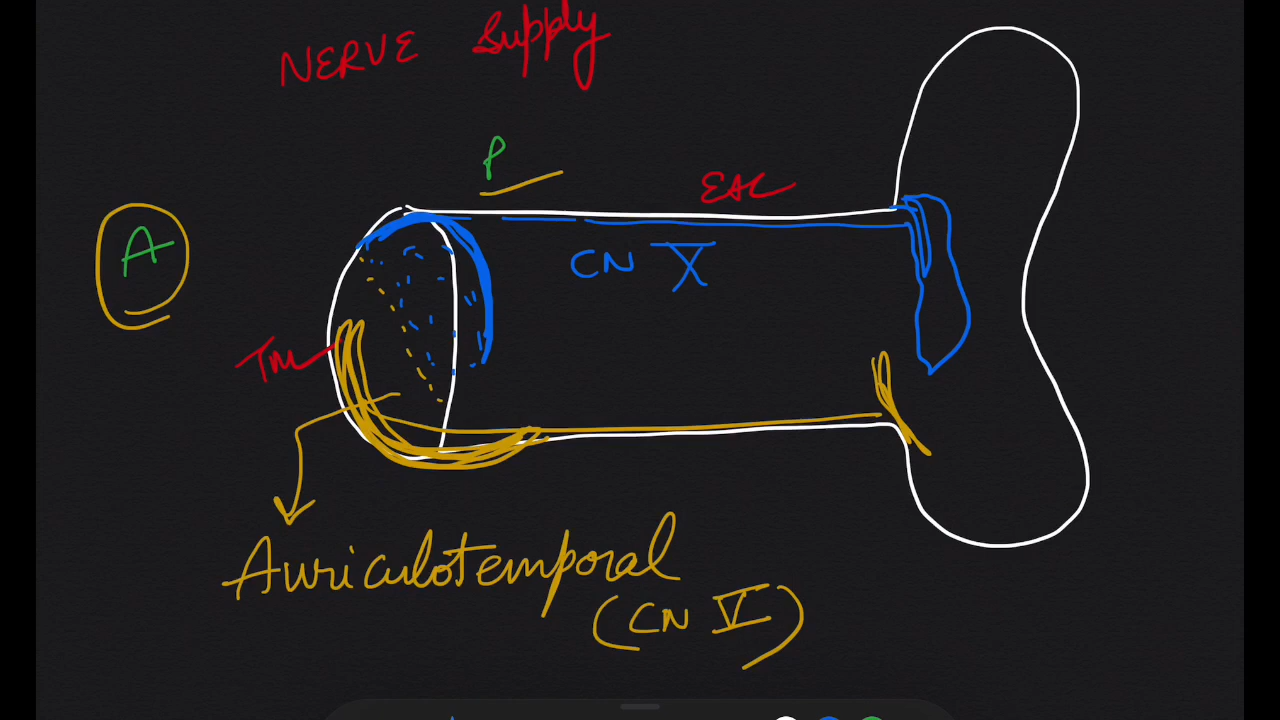 NERVE Supply
P
EAC
A
CN X
TM
Auriculotemporal
(CN V)